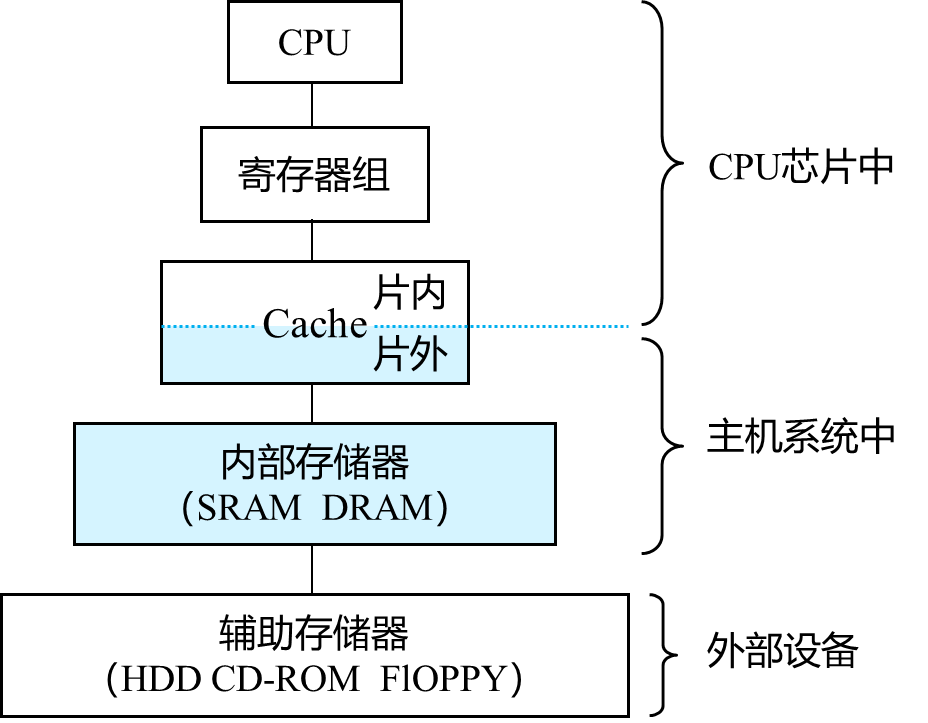 CPU
寄存器组
CPU芯片中
片内
Cache
片外
主机系统中
内部存储器
（SRAM DRAM）
辅助存储器
（HDD CD-ROM FlOPPY）
外部设备